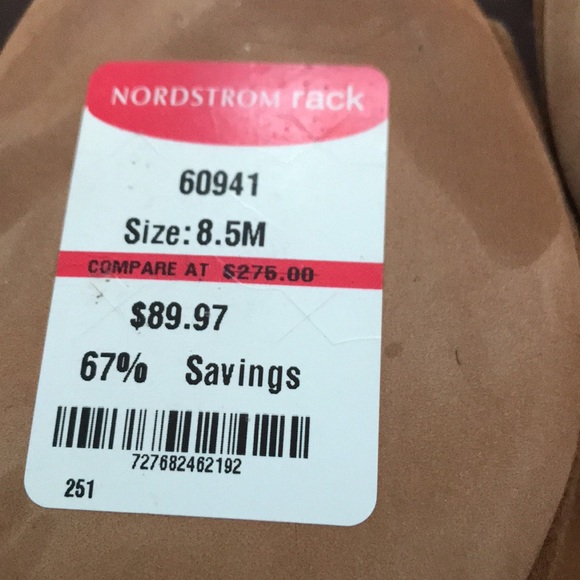 NORDSTROM rack
60941
Size: 8.5M
COMPARE AT $275.00
$89.97
67% Savings
727682462192
251